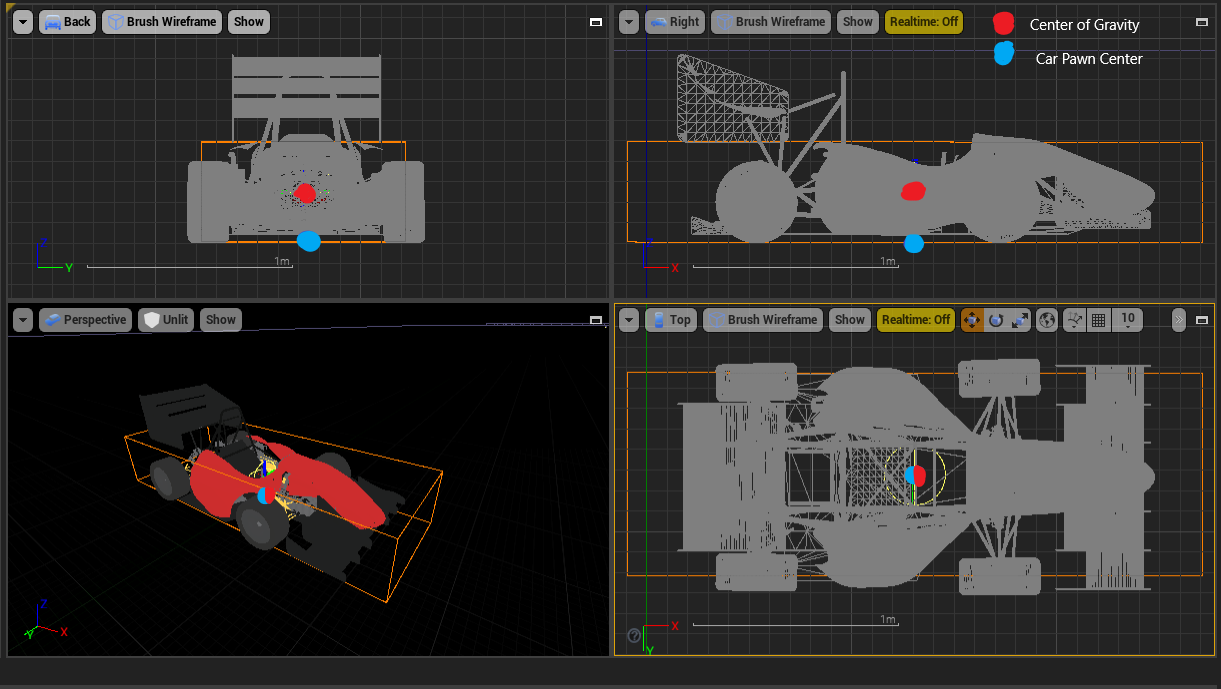 Back Brush Wireframe Show
Right Brush Wireframe Show Realtime: Off
Center of Gravity
Car Pawn Center
Z
Y
1m
Z
X
1m
Perspective Unlit Show
Top Brush Wireframe Show Realtime: Off 10
Z
Y
X
X
Y
1m
?